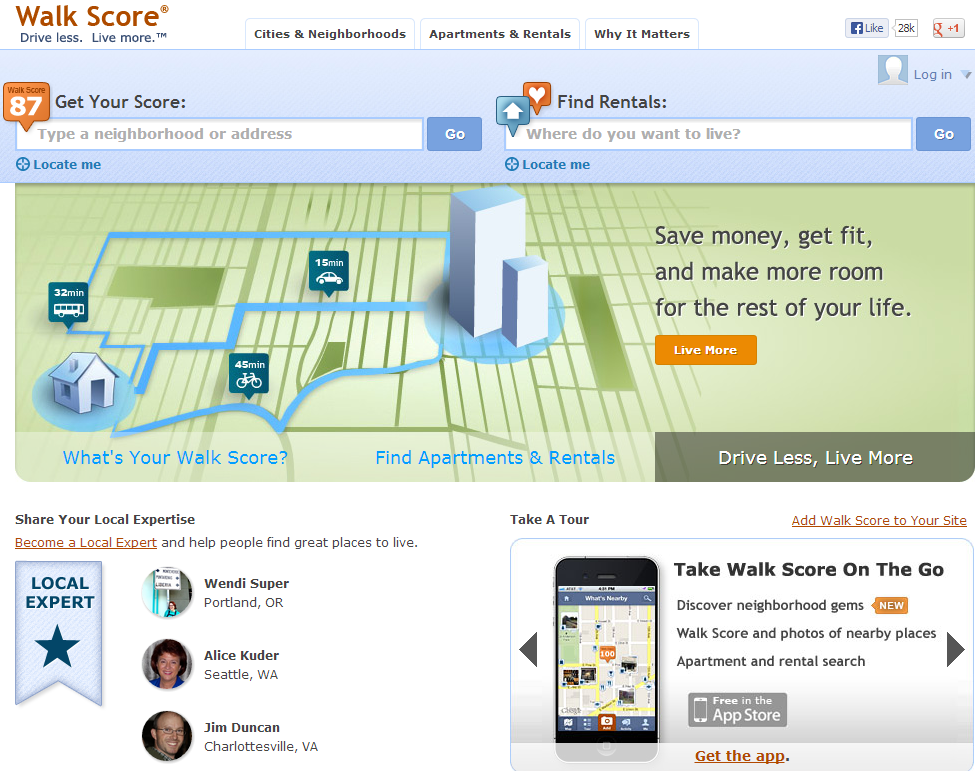 Walk Score®
Drive less. Live more.™
Cities & Neighborhoods
Apartments & Rentals
Why It Matters
Like
28k
+1
Log in
Walk Score
87
Get Your Score:
Type a neighborhood or address
Go
Locate me
Find Rentals:
Where do you want to live?
Go
Locate me
32min
15min
45min
Save money, get fit,
and make more room
for the rest of your life.
Live More
What's Your Walk Score?
Find Apartments & Rentals
Drive Less, Live More
Share Your Local Expertise
Become a Local Expert and help people find great places to live.
LOCAL
EXPERT
Wendi Super
Portland, OR
Alice Kuder
Seattle, WA
Jim Duncan
Charlottesville, VA
Take A Tour
Add Walk Score to Your Site
What's Nearby
100
Take Walk Score On The Go
Discover neighborhood gems NEW
Walk Score and photos of nearby places
Apartment and rental search
Free in the
App Store
Get the app.